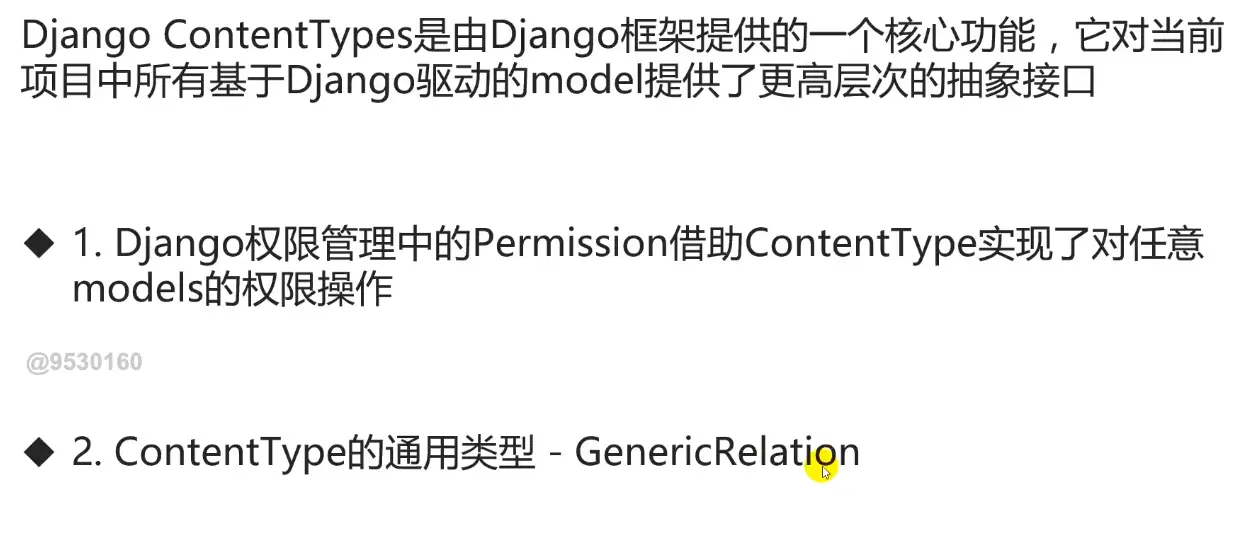 Django ContentTypes是由Django框架提供的一个核心功能，它对当前
项目中所有基于Django驱动的model提供了更高层次的抽象接口
◆ 1. Django权限管理中的Permission借助ContentType实现了对任意
models的权限操作
@9530160
◆ 2. ContentType的通用类型 - GenericRelation